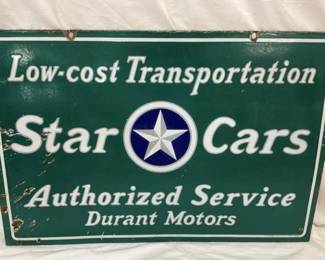 Low-cost Transportation
Star Cars
Authorized Service
Durant Motors